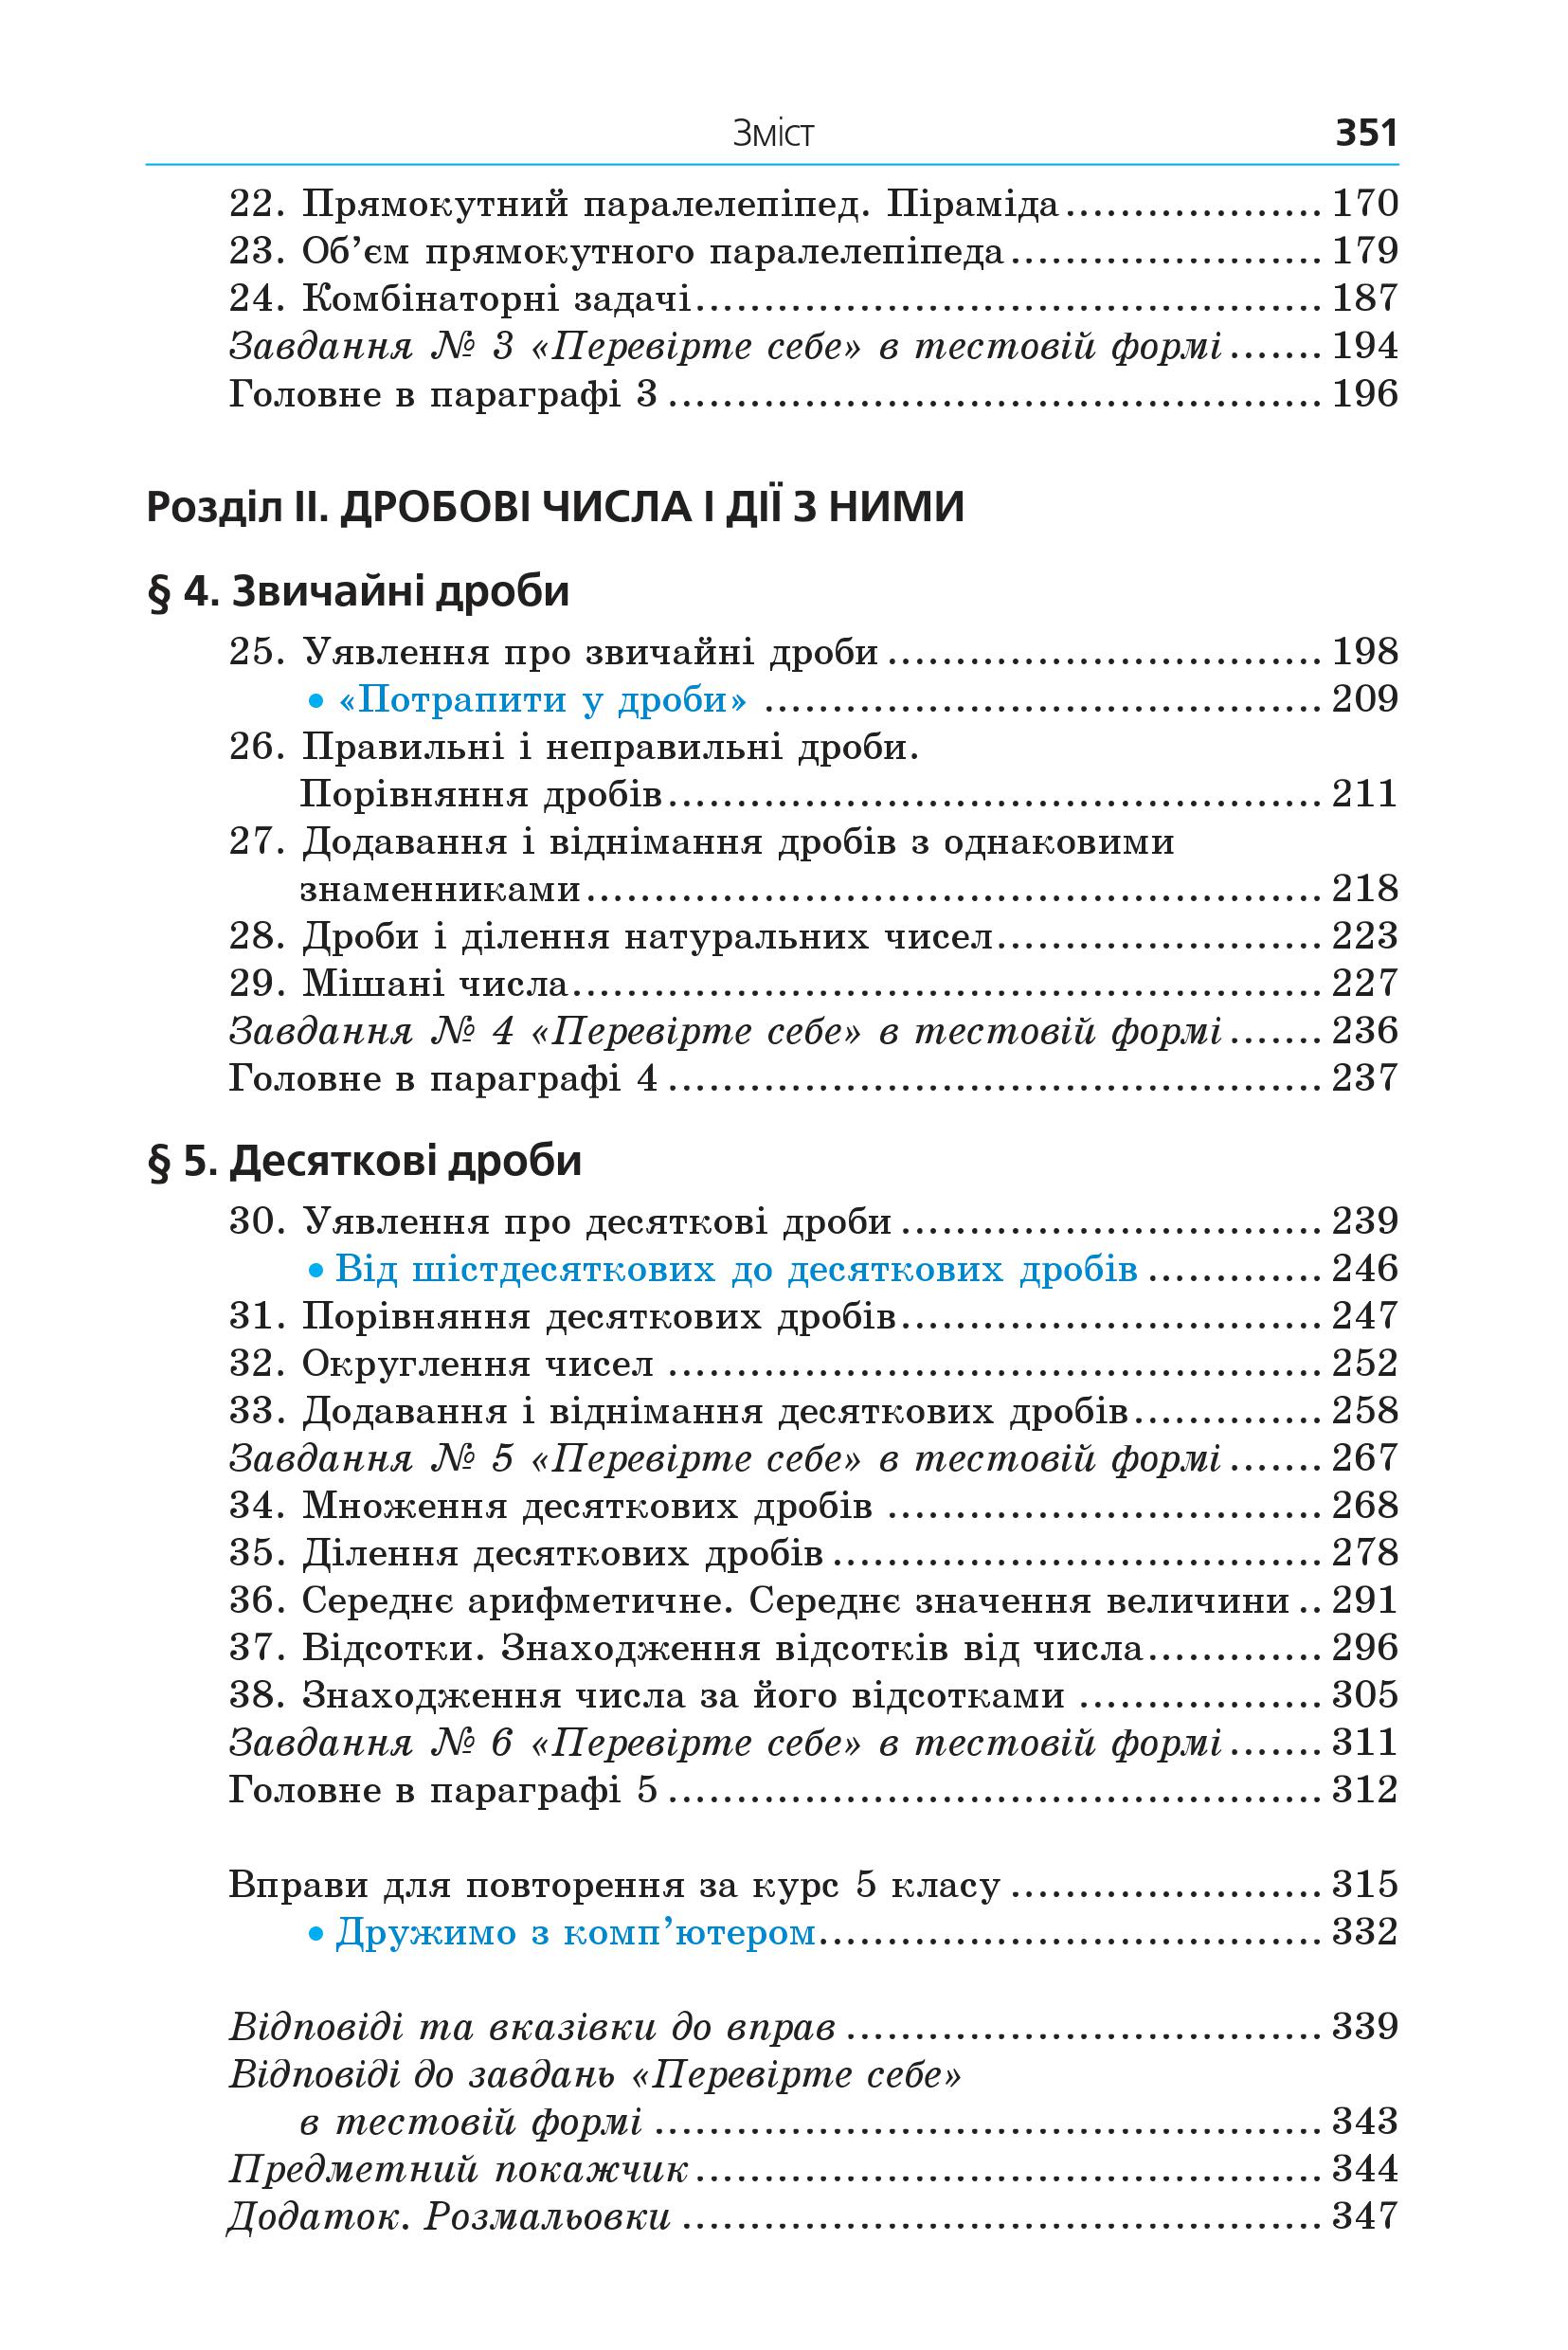 Зміст 351
22. Прямокутний паралелепіпед. Піраміда................... 170
23. Об’єм прямокутного паралелепіпеда....................... 179
24. Комбінаторні задачі.............................................. 187
Завдання № 3 «Перевірте себе» в тестовій формі....... 194
Головне в параграфі 3 ................................................ 196
Розділ II. ДРОБОВІ ЧИСЛА І ДІЇ З НИМИ
§ 4. Звичайні дроби
25. Уявлення про звичайні дроби ................................ 198
• «Потрапити у дроби» ......................................... 209
26. Правильні і неправильні дроби.
Порівняння дробів................................................ 211
27. Додавання і віднімання дробів з однаковими
знаменниками...................................................... 218
28. Дроби і ділення натуральних чисел........................ 223
29. Мішані числа....................................................... 227
Завдання № 4 «Перевірте себе» в тестовій формі....... 236
Головне в параграфі 4 ................................................ 237
§ 5. Десяткові дроби
30. Уявлення про десяткові дроби ............................... 239
• Від шістдесяткових до десяткових дробів ............. 246
31. Порівняння десяткових дробів............................... 247
32. Округлення чисел ................................................ 252
33. Додавання і віднімання десяткових дробів.............. 258
Завдання № 5 «Перевірте себе» в тестовій формі....... 267
34. Множення десяткових дробів ................................ 268
35. Ділення десяткових дробів .................................... 278
36. Середнє арифметичне. Середнє значення величини .. 291
37. Відсотки. Знаходження відсотків від числа............. 296
38. Знаходження числа за його відсотками .................. 305
Завдання № 6 «Перевірте себе» в тестовій формі....... 311
Головне в параграфі 5 ................................................ 312
Вправи для повторення за курс 5 класу ....................... 315
• Дружимо з комп’ютером..................................... 332
Відповіді та вказівки до вправ ................................... 339
Відповіді до завдань «Перевірте себе»
в тестовій формі ................................................. 343
Предметний покажчик.............................................. 344
Додаток. Розмальовки ............................................... 347